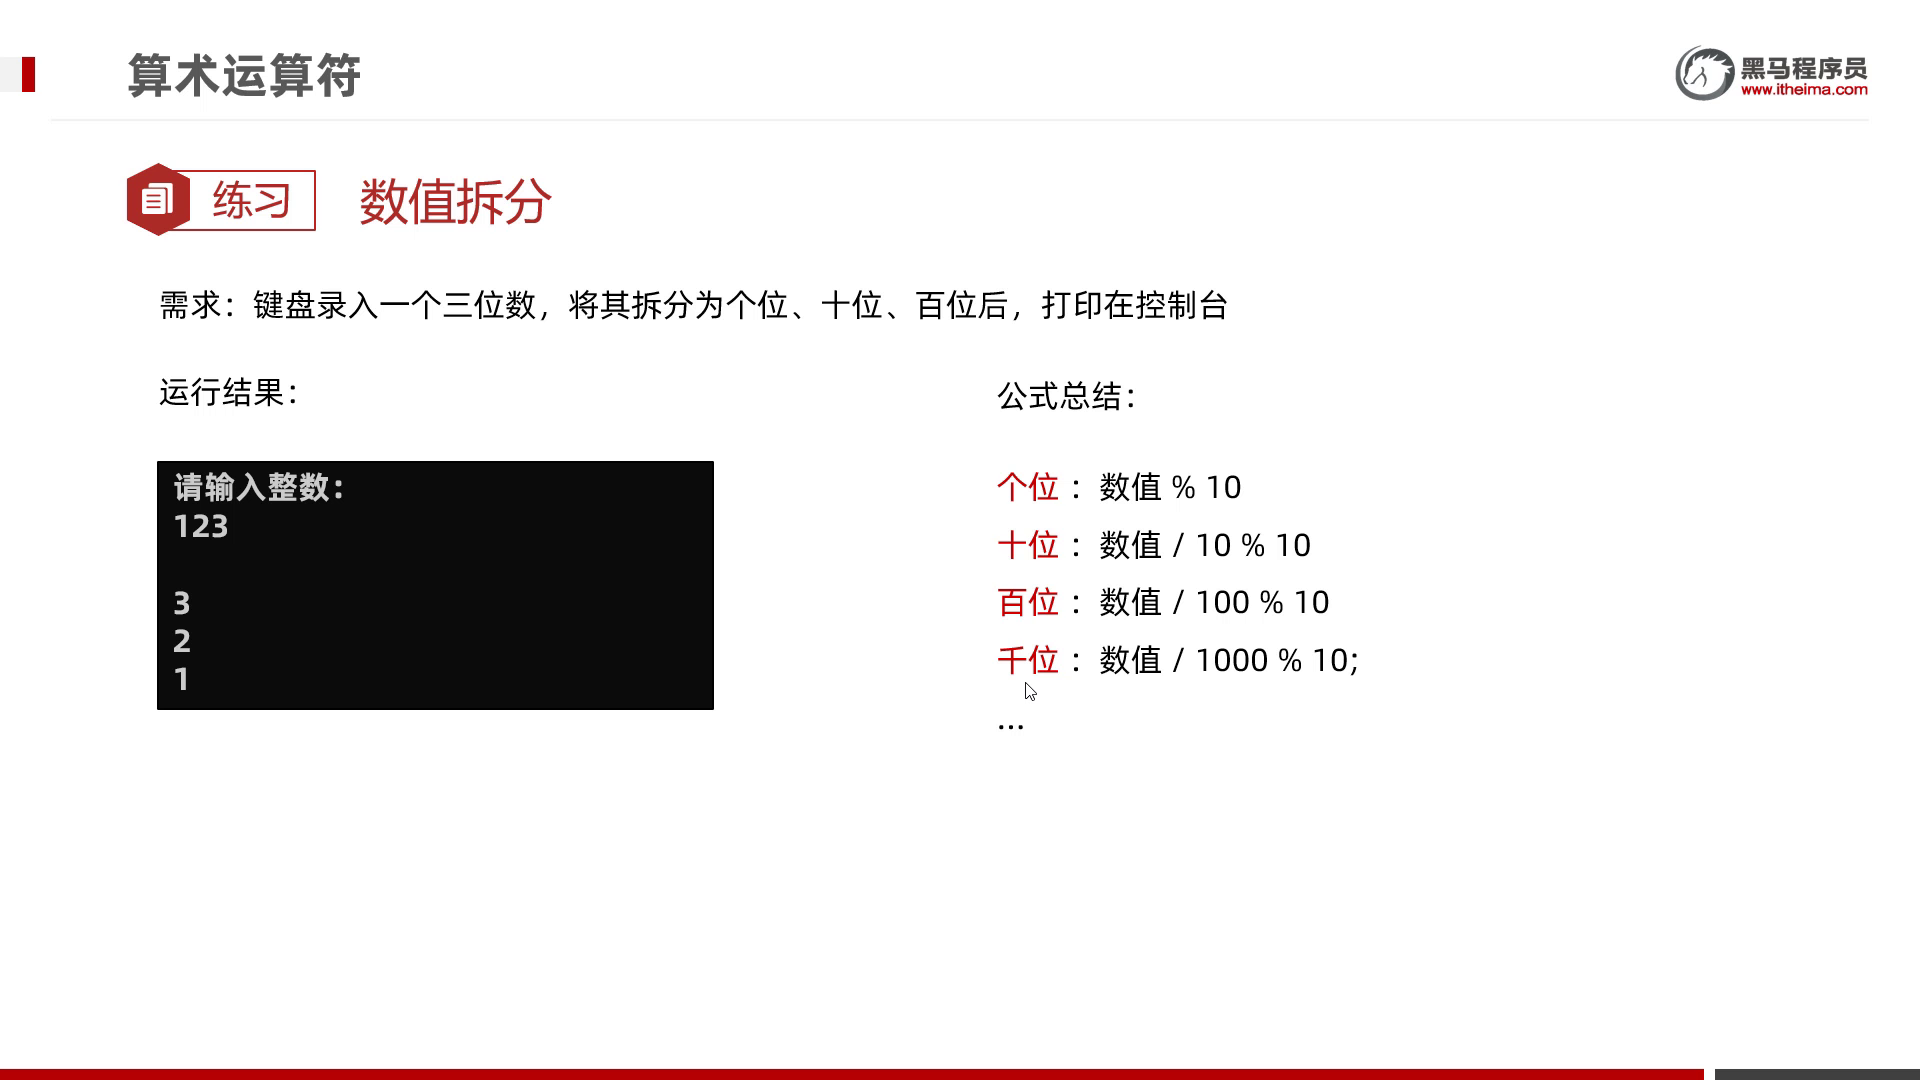 算术运算符
黑马程序员
www.itheima.com
练习
数值拆分
需求：键盘录入一个三位数，将其拆分为个位、十位、百位后，打印在控制台
运行结果：
请输入整数：
123
3
2
1
公式总结：
个位 ： 数值 % 10
十位 ： 数值 / 10 % 10
百位 ： 数值 / 100 % 10
千位 ： 数值 / 1000 % 10;
...